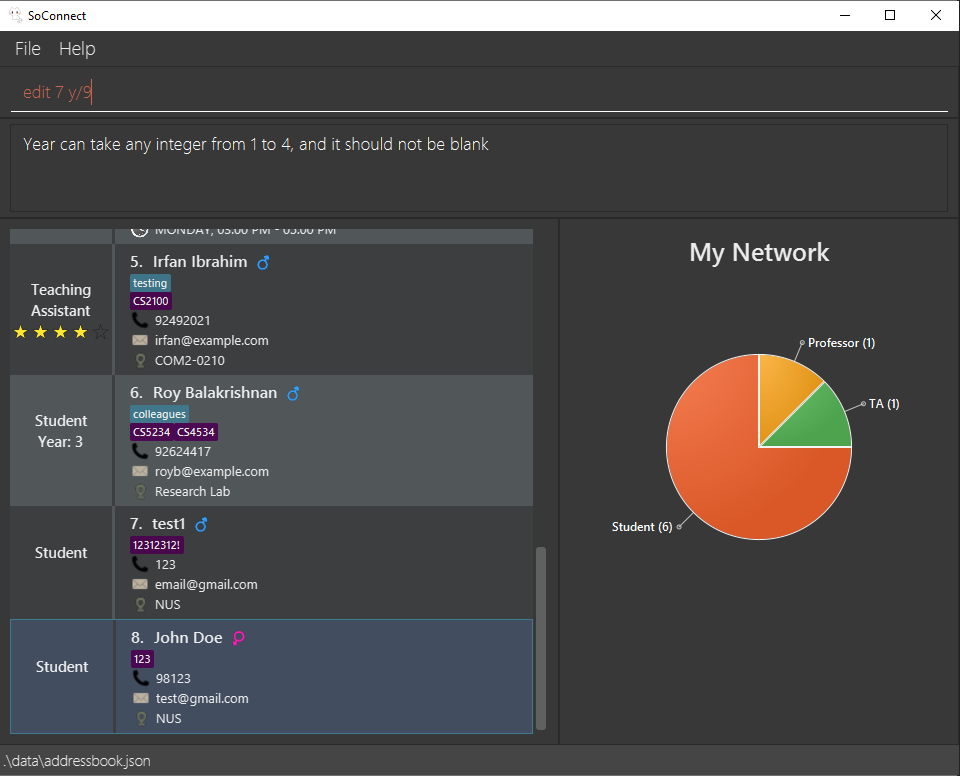 SoConnect
File Help
edit 7 y/9
Year can take any integer from 1 to 4, and it should not be blank
MONDAY, 03:00 PM - 05:00 PM
Teaching
Assistant
5. Irfan Ibrahim
testing
CS2100
92492021
irfan@example.com
COM2-0210
Student
Year: 3
6. Roy Balakrishnan
colleagues
CS5234 CS4534
92624417
royb@example.com
Research Lab
Student
7. test1
12312312!
123
email@gmail.com
NUS
Student
8. John Doe
123
98123
test@gmail.com
NUS
My Network
Professor (1)
TA (1)
Student (6)
.\data\addressbook.json